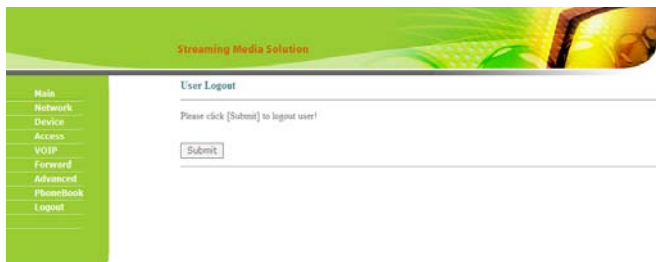 Streaming Media Solution
Main
Network
Device
Access
VOIP
Forward
Advanced
PhoneBook
Logout
User Logout
Please click [Submit] to logout user!
Submit